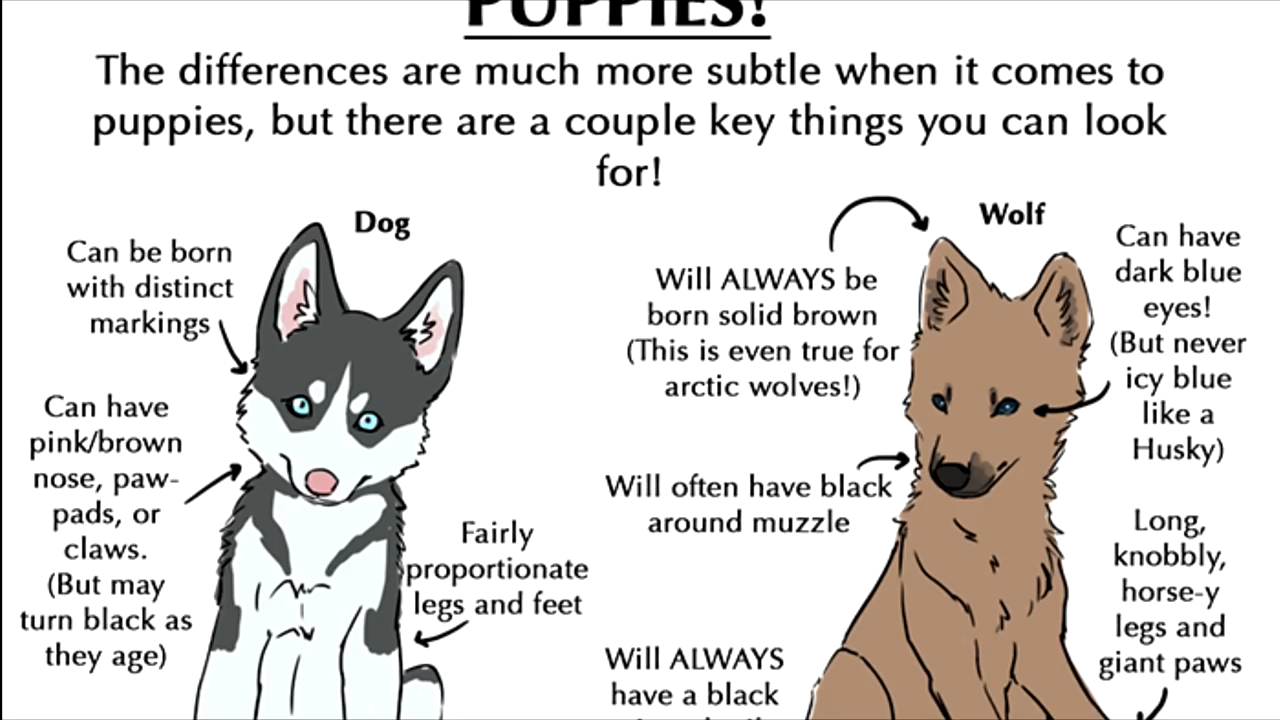 PUPPIES!
The differences are much more subtle when it comes to
puppies, but there are a couple key things you can look
for!
Dog
Can be born
with distinct
markings
Can have
pink/brown
nose, paw-
pads, or
claws.
(But may
turn black as
they age)
Fairly
proportionate
legs and feet
Wolf
Will ALWAYS be
born solid brown
(This is even true for
arctic wolves!)
Can have
dark blue
eyes!
(But never
icy blue
like a
Husky)
Will often have black
around muzzle
Long,
knobbly,
horse-y
legs and
giant paws
Will ALWAYS
have a black